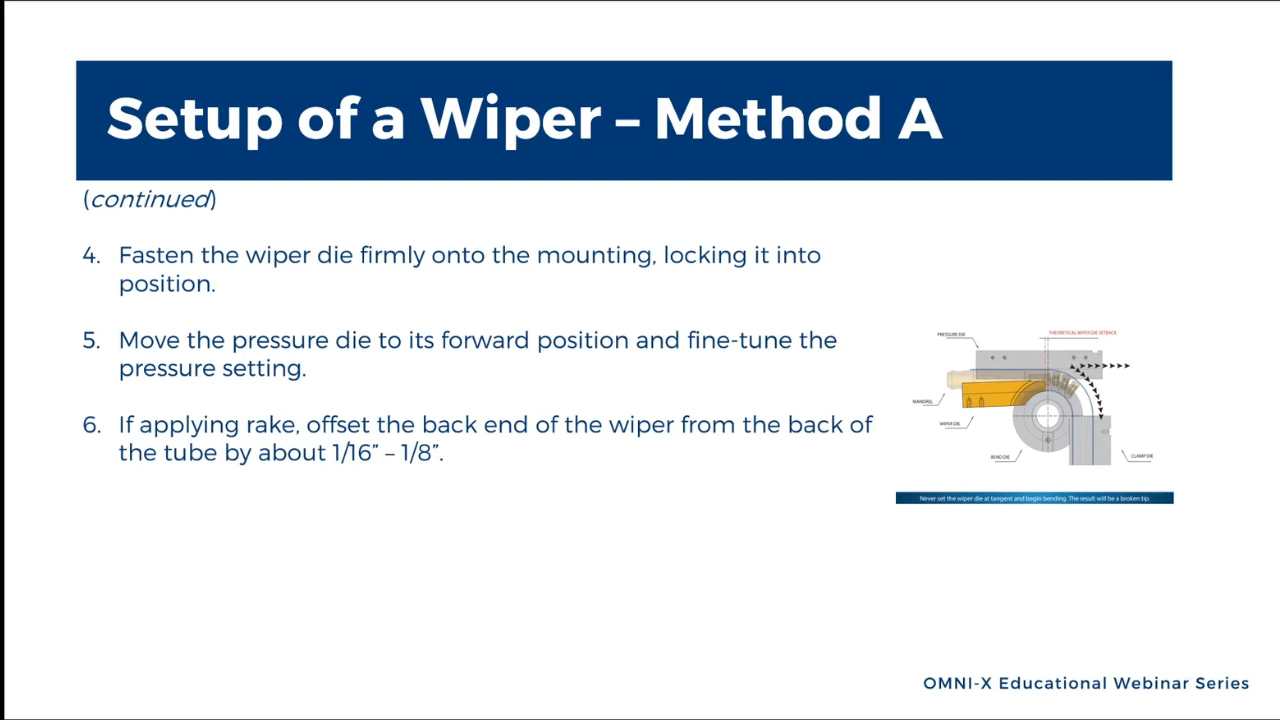 Setup of a Wiper – Method A
(continued)
4. Fasten the wiper die firmly onto the mounting, locking it into
position.
5. Move the pressure die to its forward position and fine-tune the
pressure setting.
6. If applying rake, offset the back end of the wiper from the back of
the tube by about 1/16” – 1/8”.
PRESSURE DIE
THEORETICAL WIPER DIE SETBACK
MANDREL
WIPER DIE
BEND DIE
CLAMP DIE
Never set the wiper die at tangent and begin bending. The result will be a broken tip.
OMNI-X Educational Webinar Series